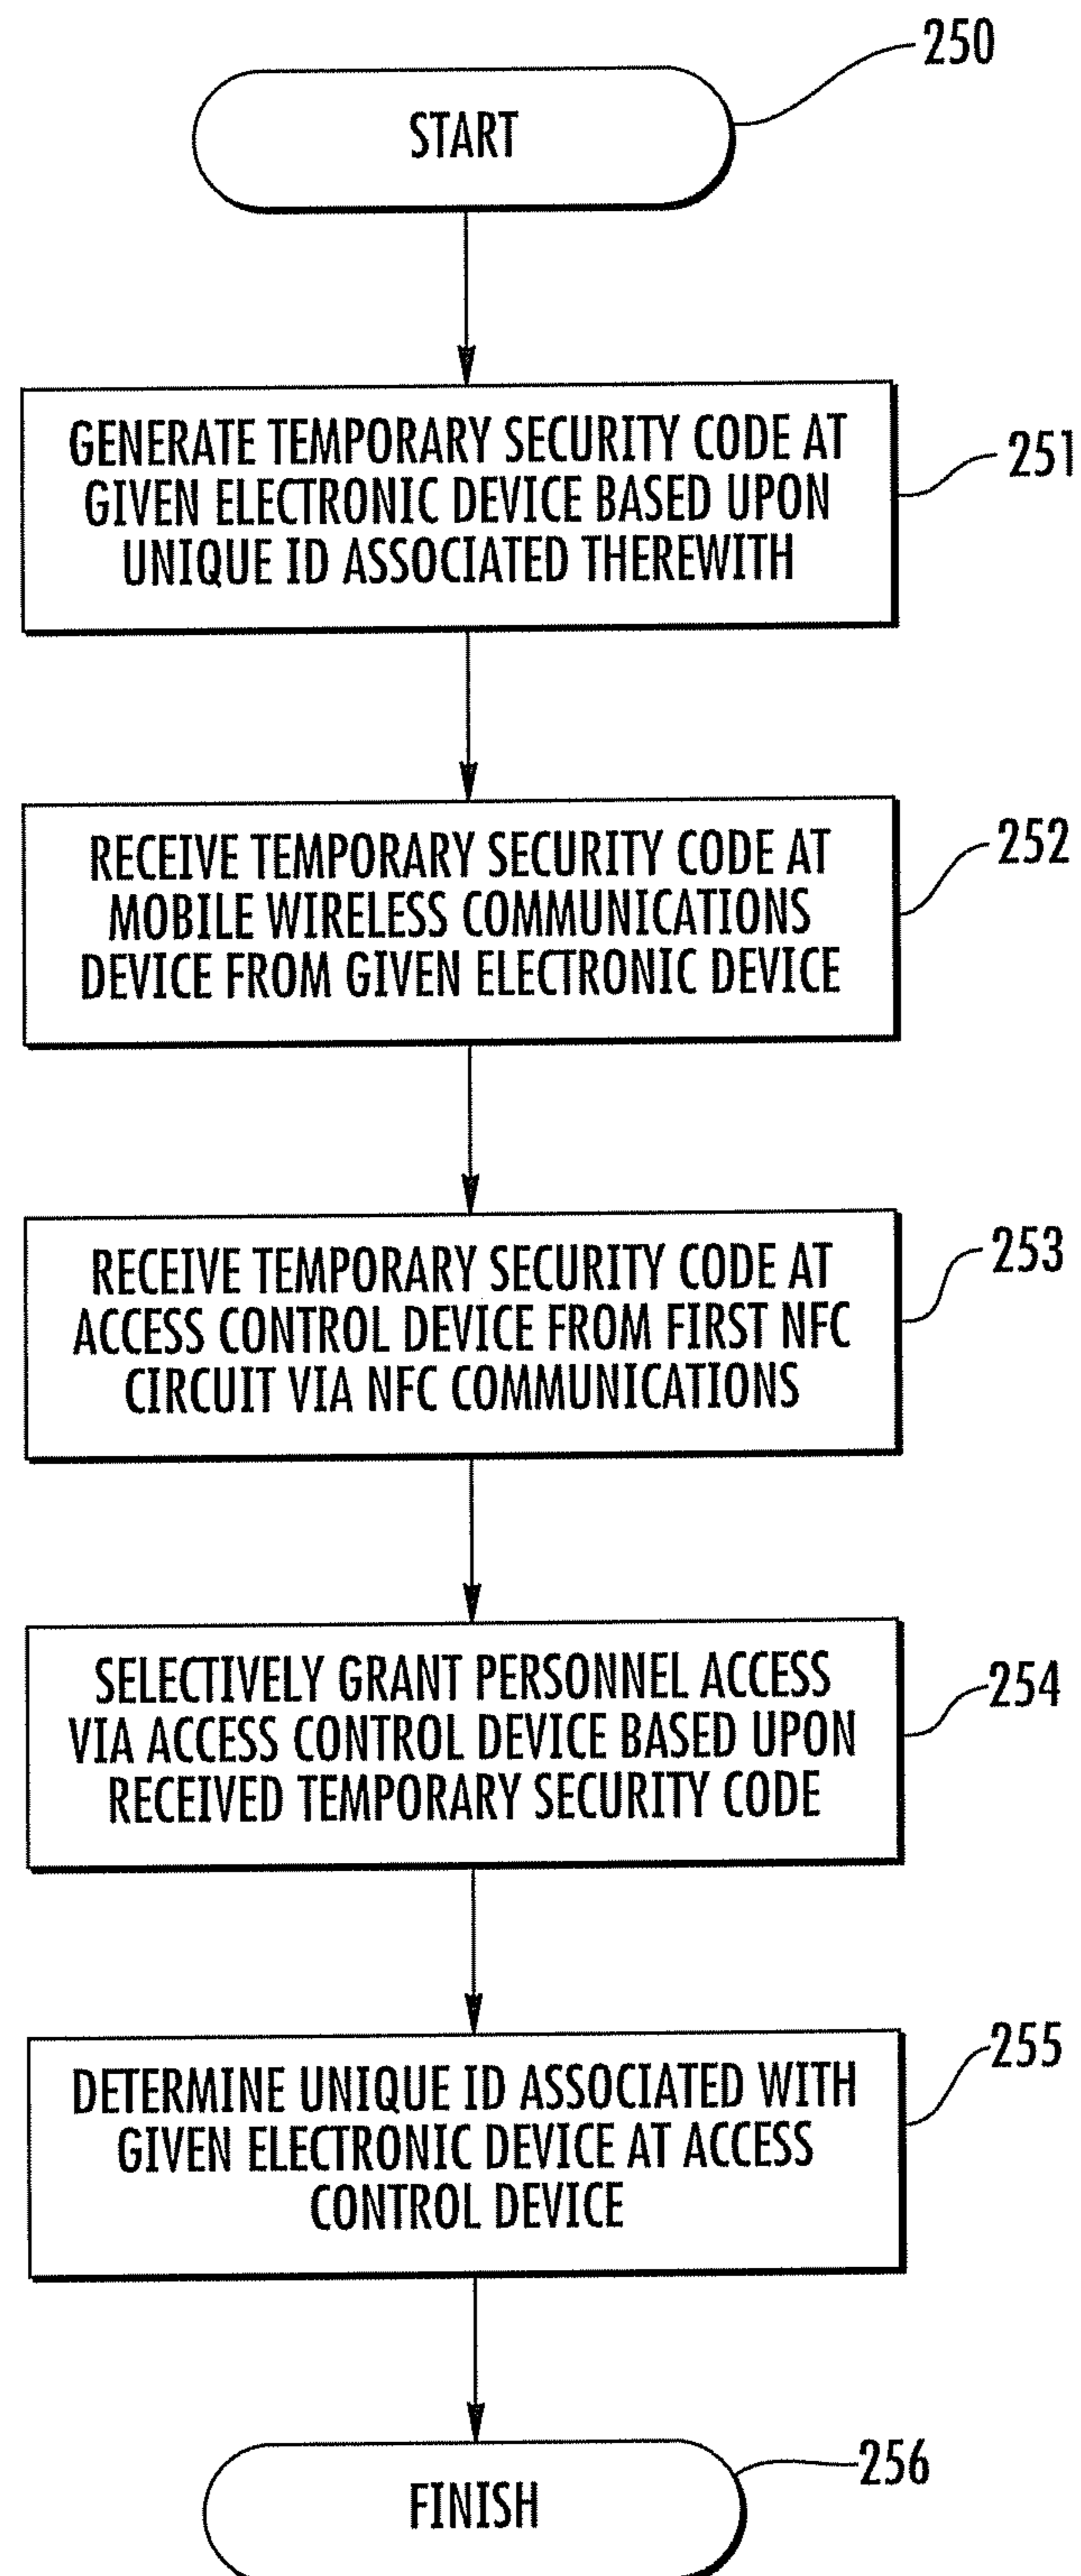 250
START
GENERATE TEMPORARY SECURITY CODE AT
GIVEN ELECTRONIC DEVICE BASED UPON
UNIQUE ID ASSOCIATED THEREWITH
251
RECEIVE TEMPORARY SECURITY CODE AT
MOBILE WIRELESS COMMUNICATIONS
DEVICE FROM GIVEN ELECTRONIC DEVICE
252
RECEIVE TEMPORARY SECURITY CODE AT
ACCESS CONTROL DEVICE FROM FIRST NFC
CIRCUIT VIA NFC COMMUNICATIONS
253
SELECTIVELY GRANT PERSONNEL ACCESS
VIA ACCESS CONTROL DEVICE BASED UPON
RECEIVED TEMPORARY SECURITY CODE
254
DETERMINE UNIQUE ID ASSOCIATED WITH
GIVEN ELECTRONIC DEVICE AT ACCESS
CONTROL DEVICE
255
FINISH
256